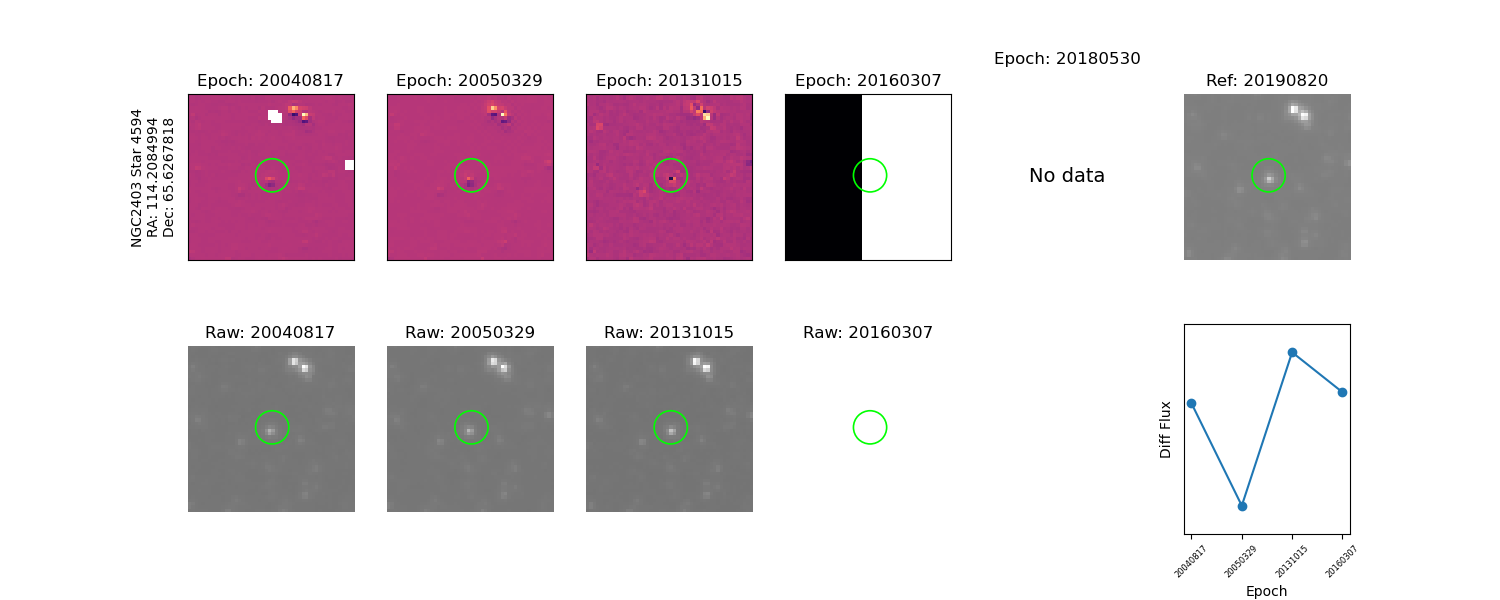 Epoch: 20040817
Epoch: 20050329
Epoch: 20131015
Epoch: 20160307
Epoch: 20180530
Ref: 20190820
NGC2403 Star 4594
RA: 114.2084994
Dec: 65.6267818
No data
Raw: 20040817
Raw: 20050329
Raw: 20131015
Raw: 20160307
Diff Flux
20040817
20050329
20131015
20160307
Epoch